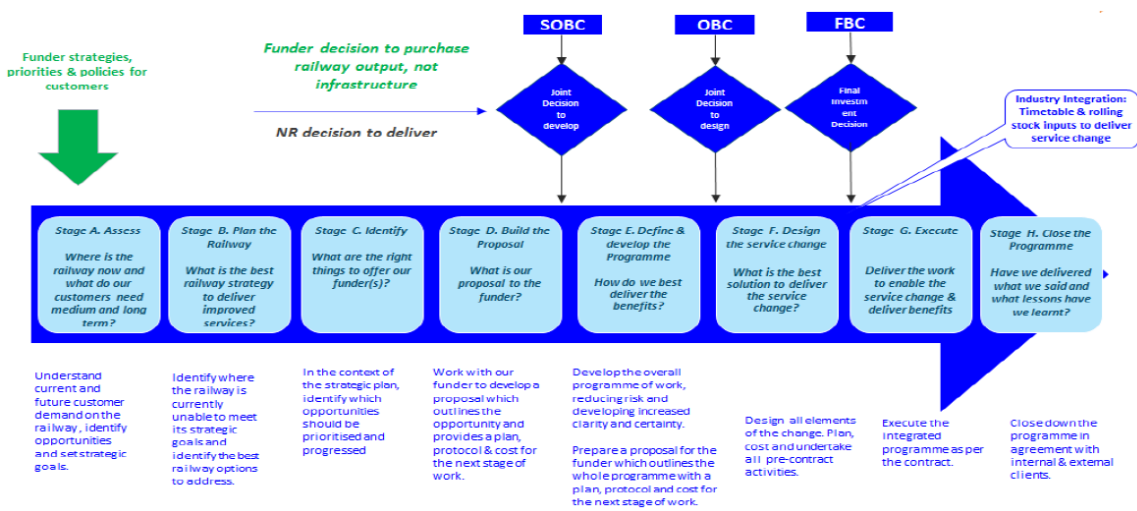 SOBC
OBC
FBC
Funder strategies,
priorities & policies for
customers
Funder decision to purchase
railway output, not
infrastructure
NR decision to deliver
Joint
Decision
to
develop
Joint
Decision
to
design
Final
Investm
ent
Decision
Industry Integration:
Timetable & rolling
stock inputs to deliver
service change
Stage A. Assess
Where is the
railway now and
what do our
customers need
medium and long
term?
Stage B. Plan the
Railway
What is the best
railway strategy
to deliver
improved
services?
Stage C. Identify
What are the right
things to offer our
funder(s)?
Stage D. Build the
Proposal
What is our
proposal to the
funder?
Stage E. Define &
develop the
Programme
How do we best
deliver the
benefits?
Stage F. Design
the service change
What is the best
solution to deliver
the service
change?
Stage G. Execute
Deliver the work
to enable the
service change &
deliver benefits
Stage H. Close the
Programme
Have we delivered
what we said and
what lessons have
we learnt?
Understand
current and
future customer
demand on the
railway, identify
opportunities
and set strategic
goals.
Identify where
the railway is
currently
unable to meet
its strategic
goals and
identify the best
railway options
to address.
In the context of
the strategic plan,
identify which
opportunities
should be
prioritised and
progressed
Work with our
funder to develop a
proposal which
outlines the
opportunity and
provides a plan,
protocol & cost for
the next stage of
work.
Develop the overall
programme of work,
reducing risk and
developing increased
clarity and certainty.
Prepare a proposal for the
funder which outlines the
whole programme with a
plan, protocol and cost for
the next stage of work.
Design all elements
of the change. Plan,
cost and undertake
all pre-contract
activities.
Execute the
integrated
programme as per
the contract.
Close down the
programme in
agreement with
internal & external
clients.